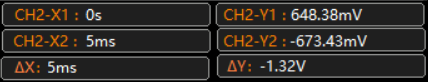 CH2-X1 : 0s CH2-Y1 : 648.38mV
CH2-X2 : 5ms CH2-Y2 : -673.43mV
ΔX: 5ms ΔY: -1.32V